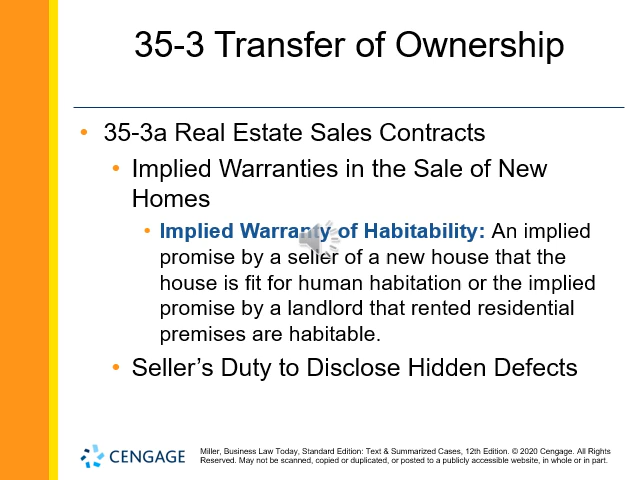 35-3 Transfer of Ownership
• 35-3a Real Estate Sales Contracts
• Implied Warranties in the Sale of New
Homes
• Implied Warranty of Habitability: An implied
promise by a seller of a new house that the
house is fit for human habitation or the implied
promise by a landlord that rented residential
premises are habitable.
• Seller’s Duty to Disclose Hidden Defects
CENGAGE
Miller, Business Law Today, Standard Edition: Text & Summarized Cases, 12th Edition. © 2020 Cengage. All Rights
Reserved. May not be scanned, copied or duplicated, or posted to a publicly accessible website, in whole or in part.